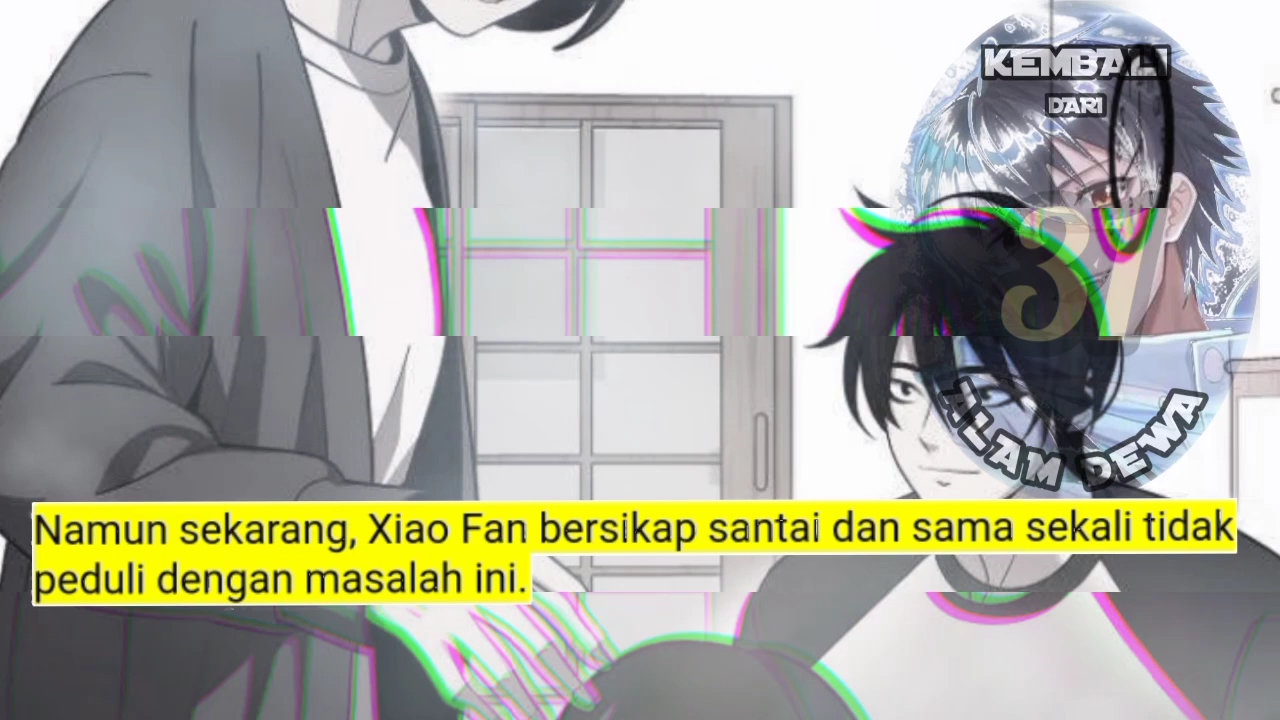 KEMBALI
DARI
37
ALAM DEWA
Namun sekarang, Xiao Fan bersikap santai dan sama sekali tidak
peduli dengan masalah ini.